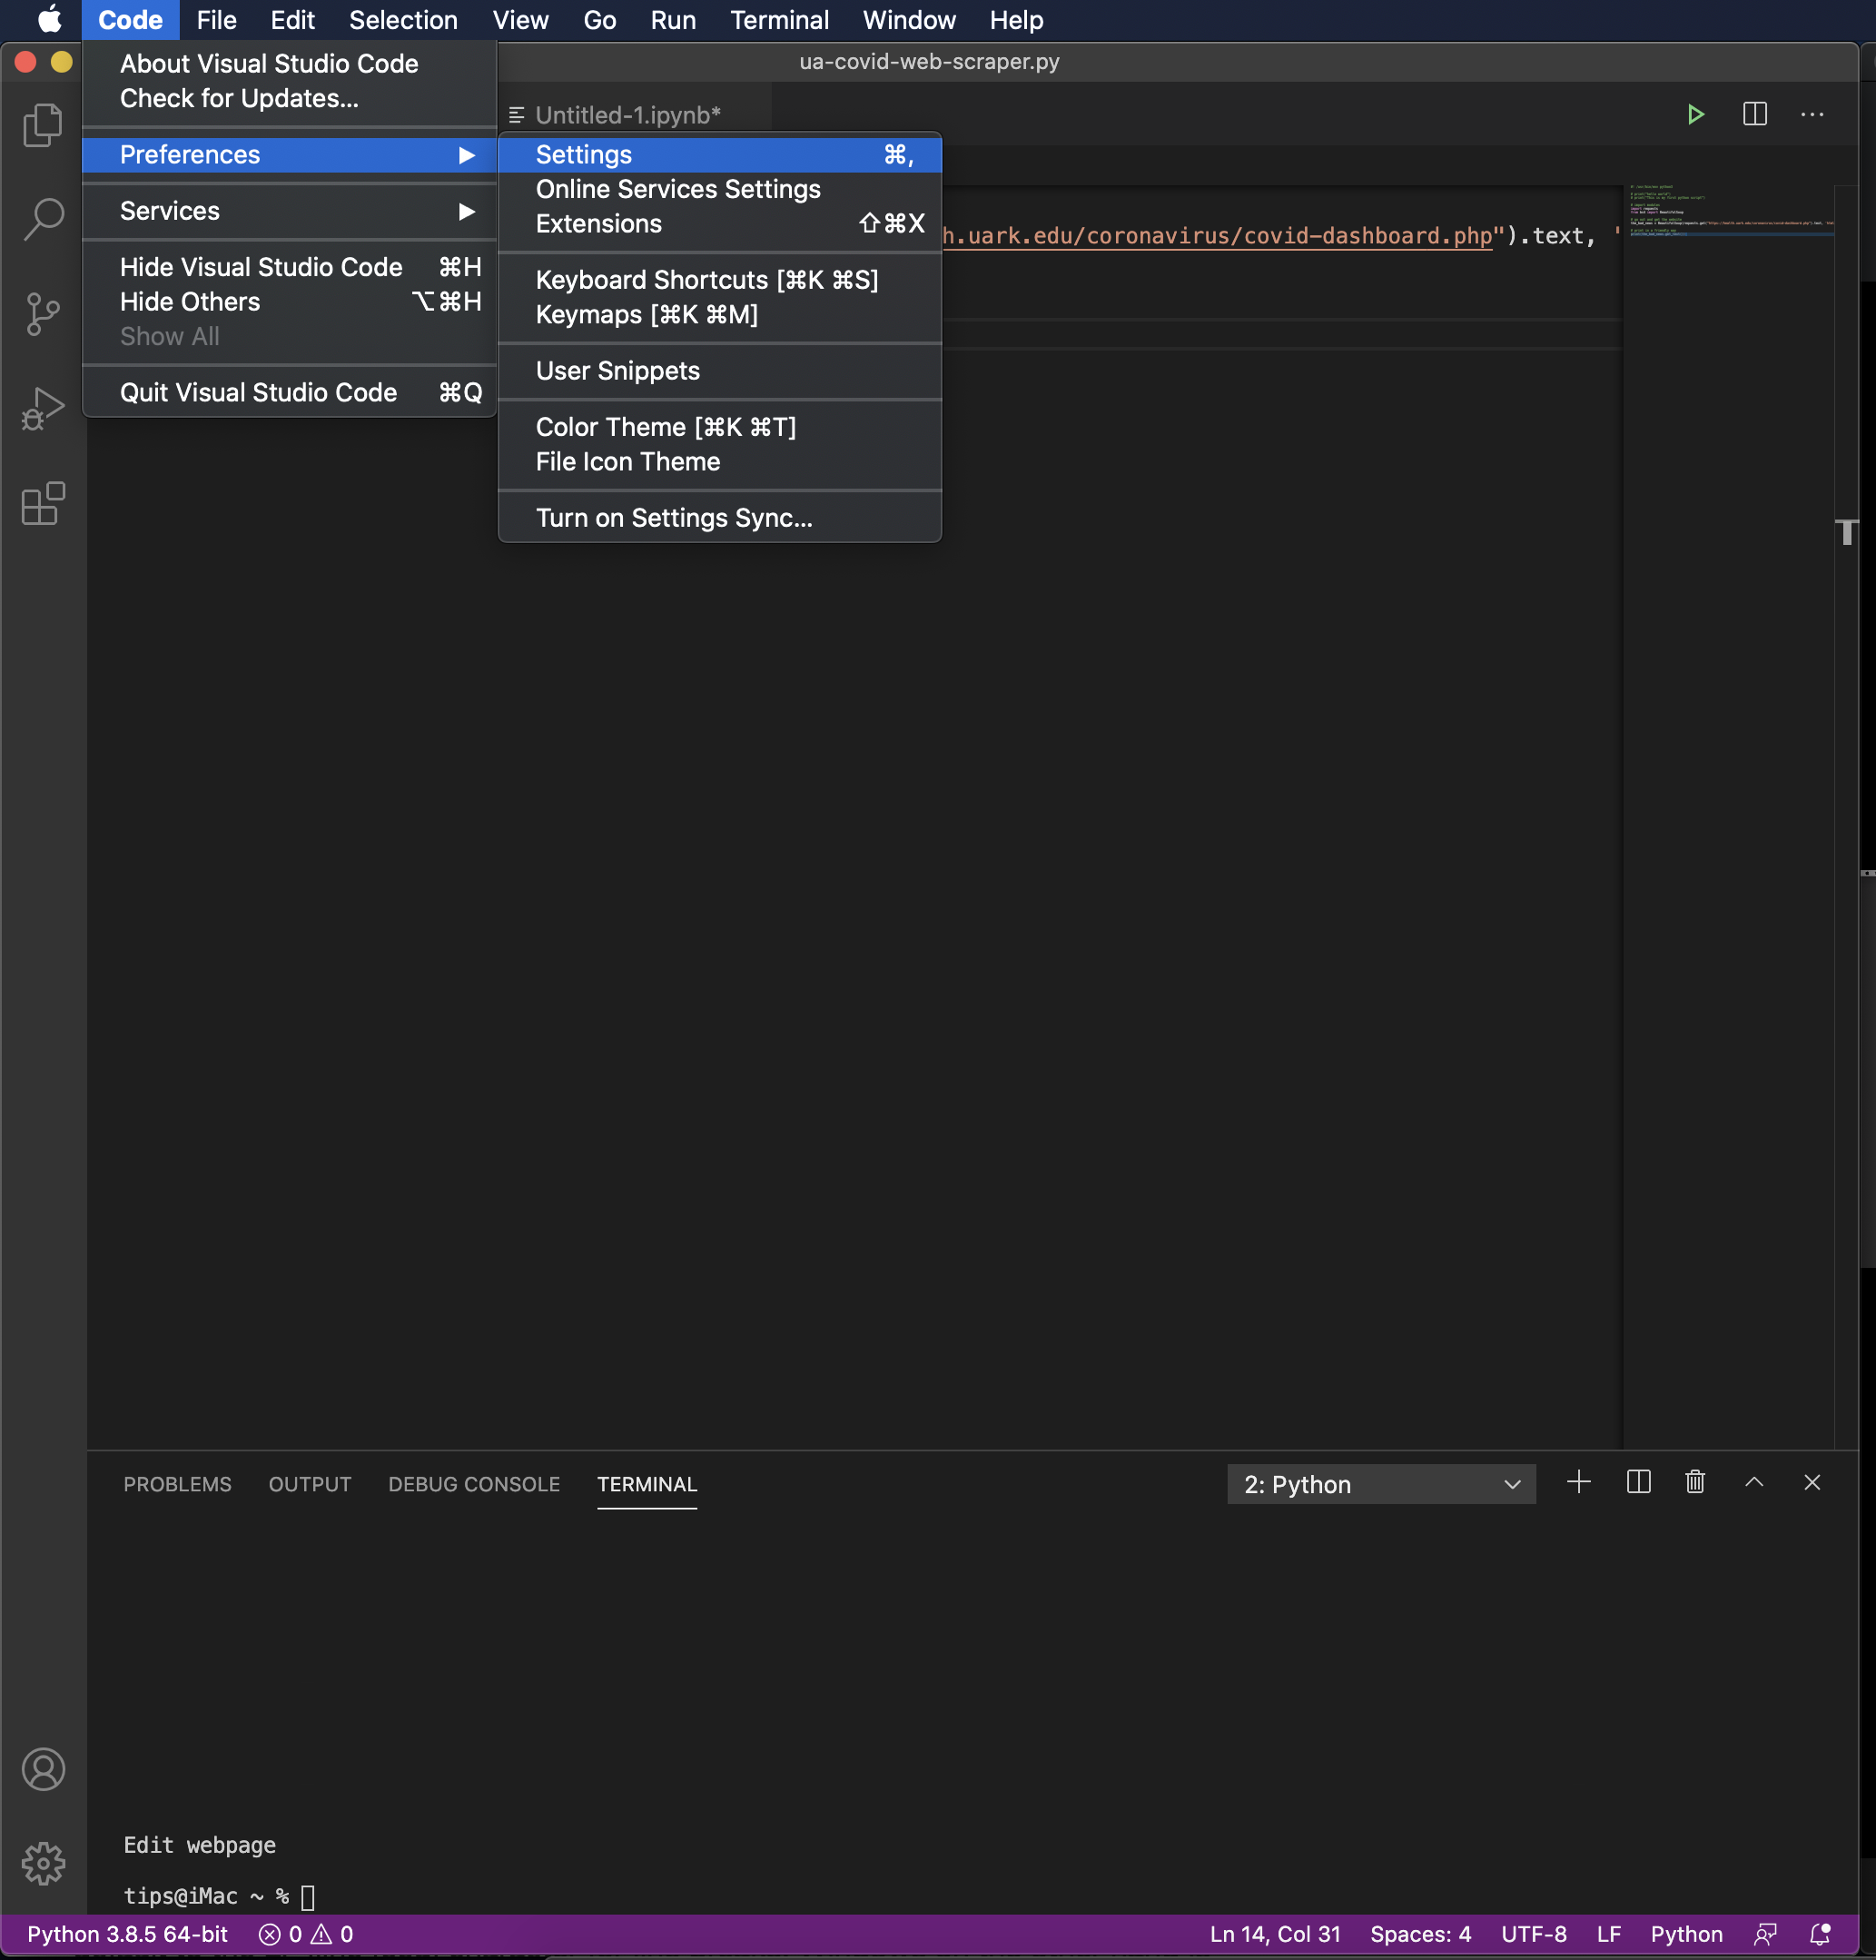 Code File Edit Selection View Go Run Terminal Window Help
ua-covid-web-scraper.py
About Visual Studio Code
Check for Updates...
Preferences
Services
Hide Visual Studio Code ⌘H
Hide Others ⌥⌘H
Show All
Quit Visual Studio Code ⌘Q
Untitled-1.ipynb*
Settings ⌘,
Online Services Settings
Extensions ⇧⌘X
Keyboard Shortcuts [⌘K ⌘S]
Keymaps [⌘K ⌘M]
User Snippets
Color Theme [⌘K ⌘T]
File Icon Theme
Turn on Settings Sync...
h.uark.edu/coronavirus/covid-dashboard.php").text, '
PROBLEMS OUTPUT DEBUG CONSOLE TERMINAL 2: Python
Edit webpage
tips@iMac ~ %
Python 3.8.5 64-bit 0 0 Ln 14, Col 31 Spaces: 4 UTF-8 LF Python